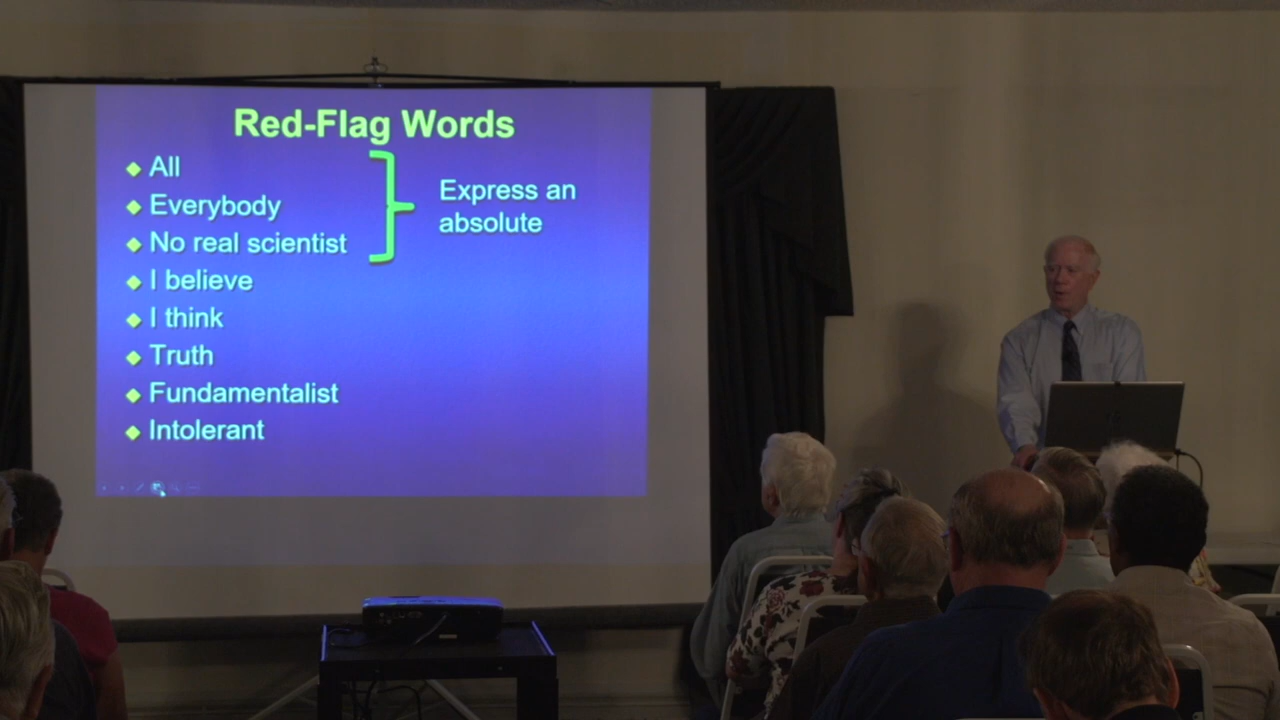 Red-Flag Words
All
Everybody
No real scientist
Express an
absolute
I believe
I think
Truth
Fundamentalist
Intolerant